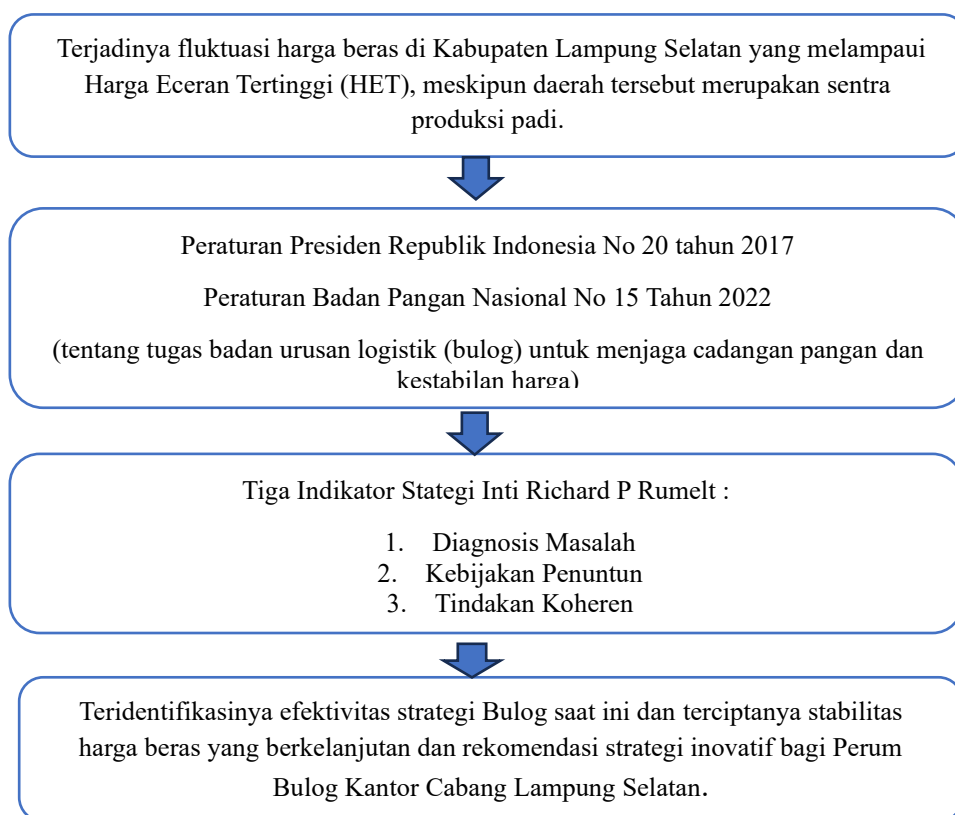 Terjadinya fluktuasi harga beras di Kabupaten Lampung Selatan yang melampaui
Harga Eceran Tertinggi (HET), meskipun daerah tersebut merupakan sentra
produksi padi.
Peraturan Presiden Republik Indonesia No 20 tahun 2017
Peraturan Badan Pangan Nasional No 15 Tahun 2022
(tentang tugas badan urusan logistik (bulog) untuk menjaga cadangan pangan dan
kestabilan harga)
Tiga Indikator Stategi Inti Richard P Rumelt :
1. Diagnosis Masalah
2. Kebijakan Penuntun
3. Tindakan Koheren
Teridentifikasinya efektivitas strategi Bulog saat ini dan terciptanya stabilitas
harga beras yang berkelanjutan dan rekomendasi strategi inovatif bagi Perum
Bulog Kantor Cabang Lampung Selatan.